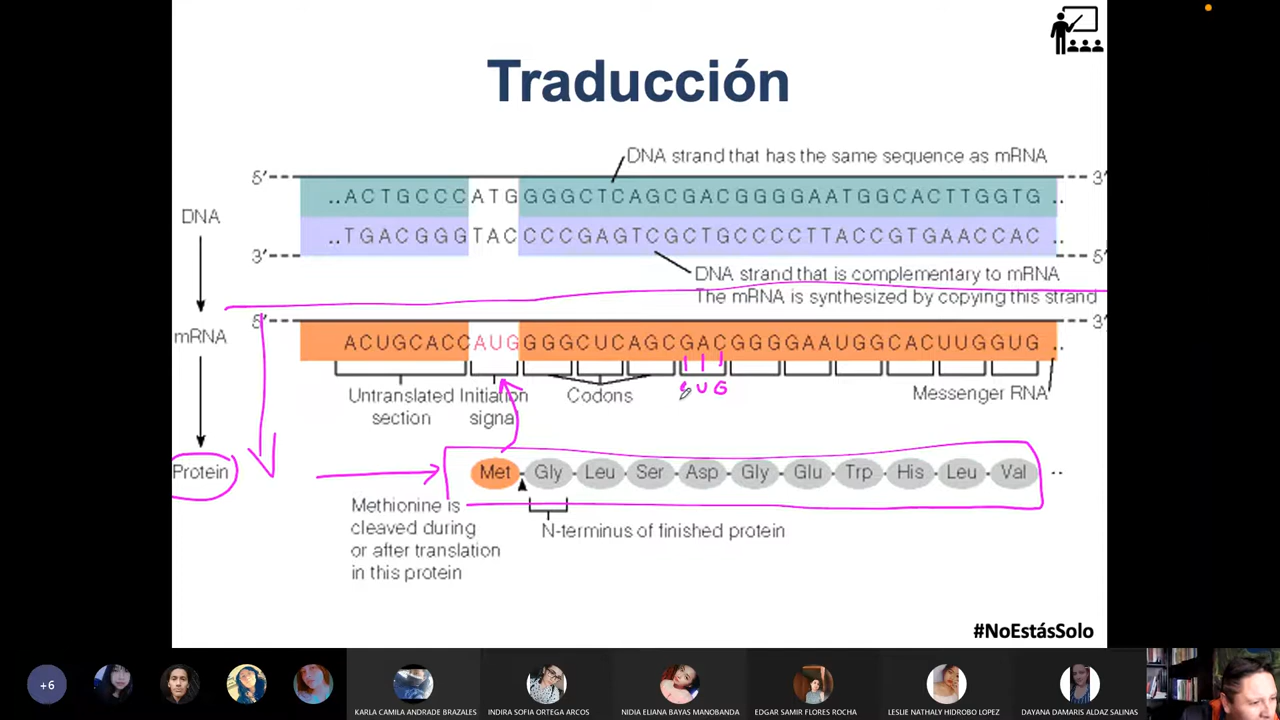 Traducción
DNA strand that has the same sequence as mRNA
5' 3'
..ACTGCCCATGGGGCTCAGCGACGGGGAATGGCACTTGGTG..
DNA
..TGACGGGTACCCCGAGTCGCTGCCCCTTACCGTGAACCAC..
3' 5'
DNA strand that is complementary to mRNA
The mRNA is synthesized by copying this strand
5' 3'
mRNA
ACUGCACCAUGGGGCUCAGCGACGGGGAAUGGCACUUGGUG..
Untranslated section
Initiation signal
Codons
UG
Messenger RNA
Protein
Met Gly Leu Ser Asp Gly Glu Trp His Leu Val ..
Methionine is
cleaved during
or after translation
in this protein
N-terminus of finished protein
#NoEstásSolo
+6
KARLA CAMILA ANDRADE BRAZALES
INDIRA SOFIA ORTEGA ARCOS
NIDIA ELIANA BAYAS MANOBANDA
EDGAR SAMIR FLORES ROCHA
LESLIE NATHALY HIDROBO LOPEZ
DAYANA DAMARIS ALDAZ SALINAS